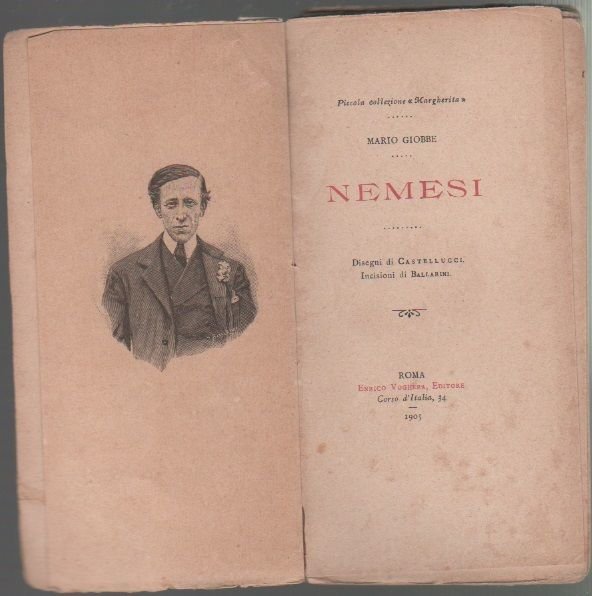 Piccola collezione « Margherita »
MARIO GIOBBE
NEMESI
Disegni di CASTELLUCCI.
Incisioni di BALLARINI.
ROMA
ENRICO VOGHERA, EDITORE
Corso d'Italia, 34
1905